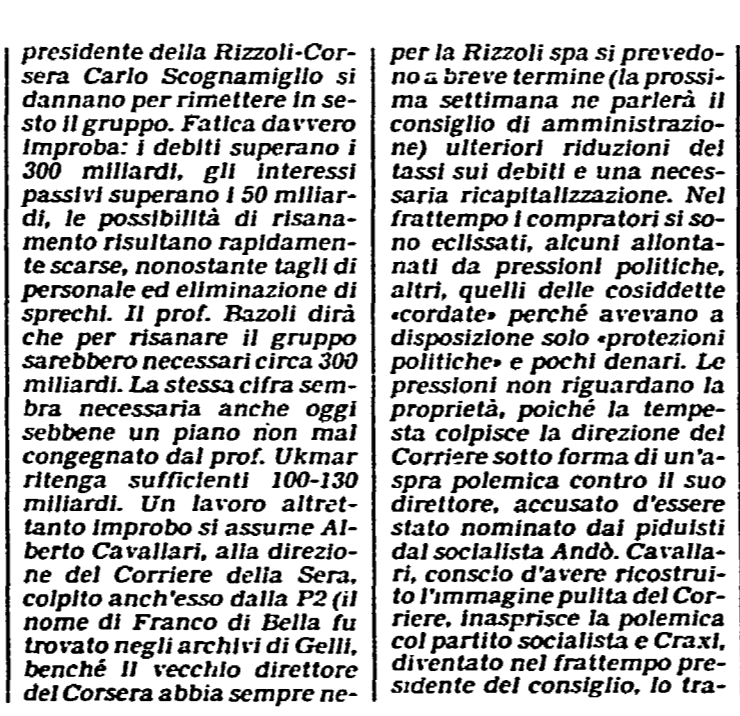 presidente della Rizzoli-Cor-
sera Carlo Scognamiglio si
dannano per rimettere in se-
sto il gruppo. Fatica davvero
improba: i debiti superano i
300 miliardi, gli interessi
passivi superano i 50 miliar-
di, le possibilità di risana-
mento risultano rapidamen-
te scarse, nonostante tagli di
personale ed eliminazione di
sprechi. Il prof. Bazoli dirà
che per risanare il gruppo
sarebbero necessari circa 300
miliardi. La stessa cifra sem-
bra necessaria anche oggi
sebbene un piano non mal
congegnato dal prof. Ukmar
ritenga sufficienti 100-130
miliardi. Un lavoro altret-
tanto improbo si assume Al-
berto Cavallari, alla direzio-
ne del Corriere della Sera,
colpito anch'esso dalla P2 (il
nome di Franco di Bella fu
trovato negli archivi di Gelli,
benché il vecchio direttore
del Corsera abbia sempre ne-
per la Rizzoli spa si prevedo-
no a breve termine (la prossi-
ma settimana ne parlerà il
consiglio di amministrazio-
ne) ulteriori riduzioni dei
tassi sui debiti e una neces-
saria ricapitalizzazione. Nel
frattempo i compratori si so-
no eclissati, alcuni allonta-
nati da pressioni politiche,
altri, quelli delle cosiddette
«cordate» perché avevano a
disposizione solo «protezioni
politiche» e pochi denari. Le
pressioni non riguardano la
proprietà, poiché la tempe-
sta colpisce la direzione del
Corriere sotto forma di un'a-
spra polemica contro il suo
direttore, accusato d'essere
stato nominato dai piduisti
dal socialista Andò. Cavalla-
ri, conscio d'avere ricostrui-
to l'immagine pulita del Cor-
riere, inasprisce la polemica
col partito socialista e Craxi,
diventato nel frattempo pre-
sidente del consiglio, lo tra-